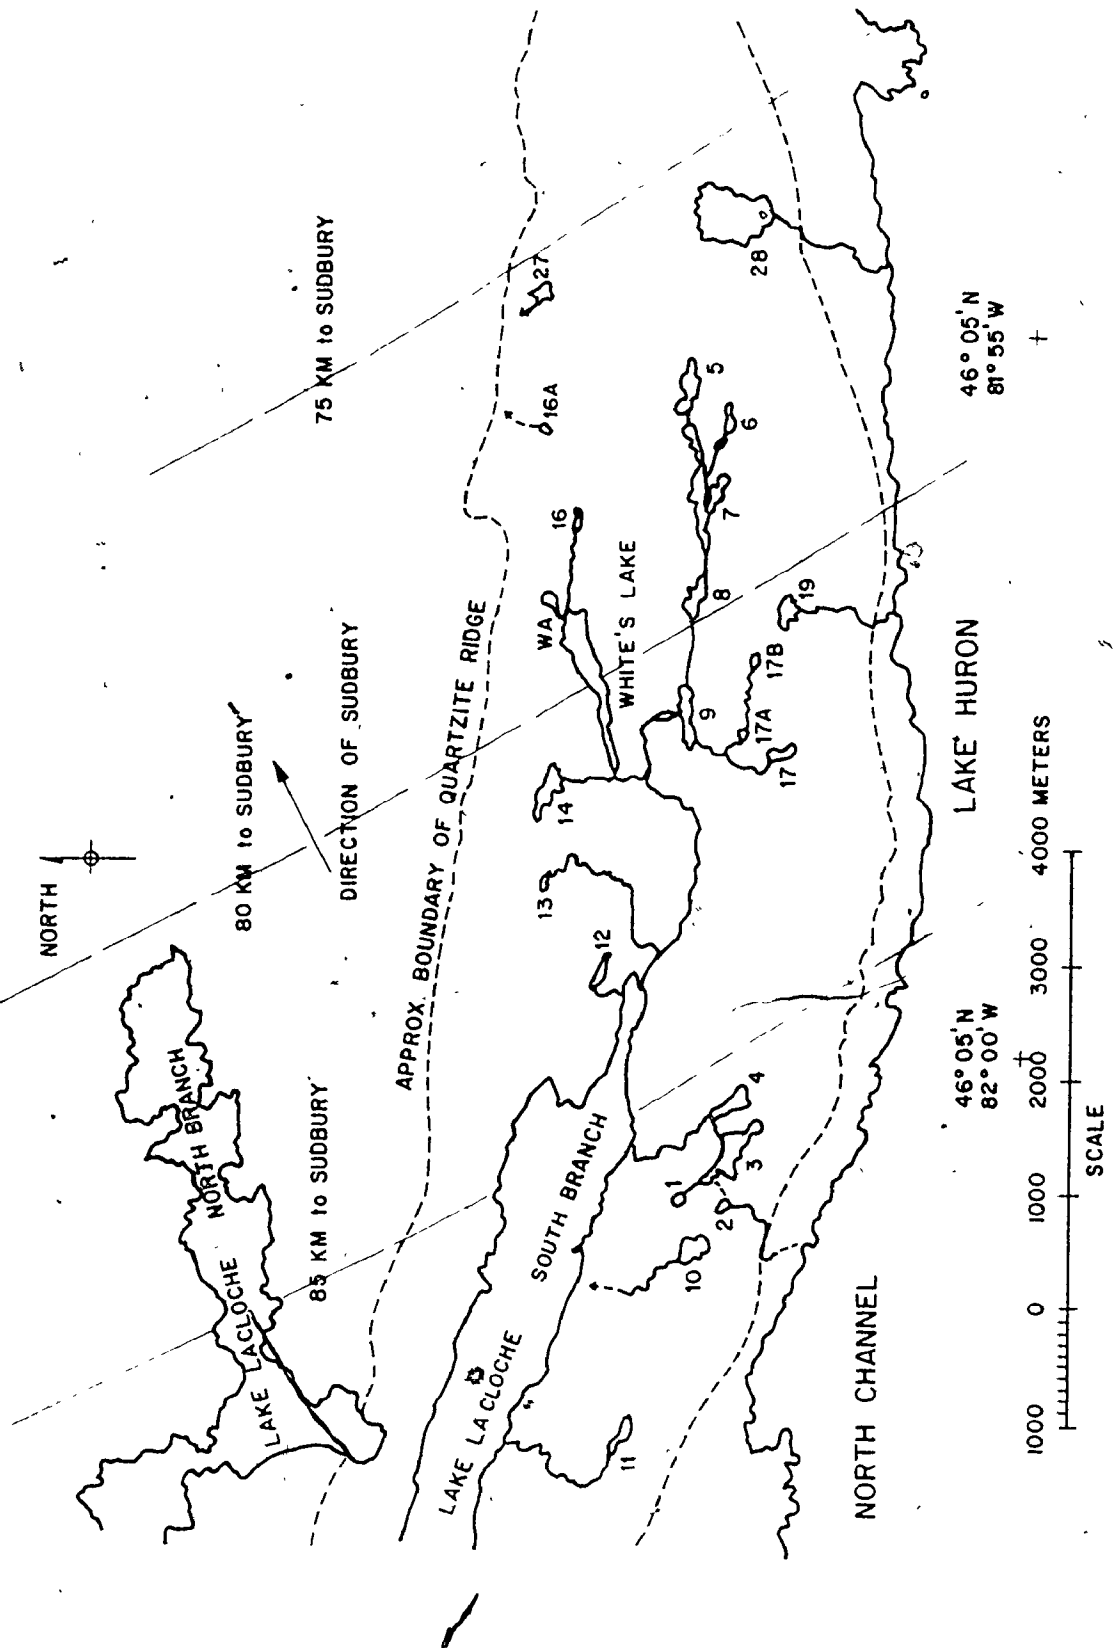 NORTH
80 KM to SUDBURY
75 KM to SUDBURY
DIRECTION OF SUDBURY
NORTH BRANCH
NORTH BRANCH
LAKE LACLOCHE
85 KM to SUDBURY
APPROX. BOUNDARY OF QUARTZITE RIDGE
27
16A
16
WA
14
13
12
WHITE'S LAKE
28
5
6
7
8
9
19
17B
17A
17
SOUTH BRANCH
LAKE LA CLOCHE
1
2
3
4
10
11
LAKE HURON
NORTH CHANNEL
46° 05' N
82° 00' W
46° 05' N
81° 55' W
1000 0 1000 2000 3000 4000 METERS
SCALE